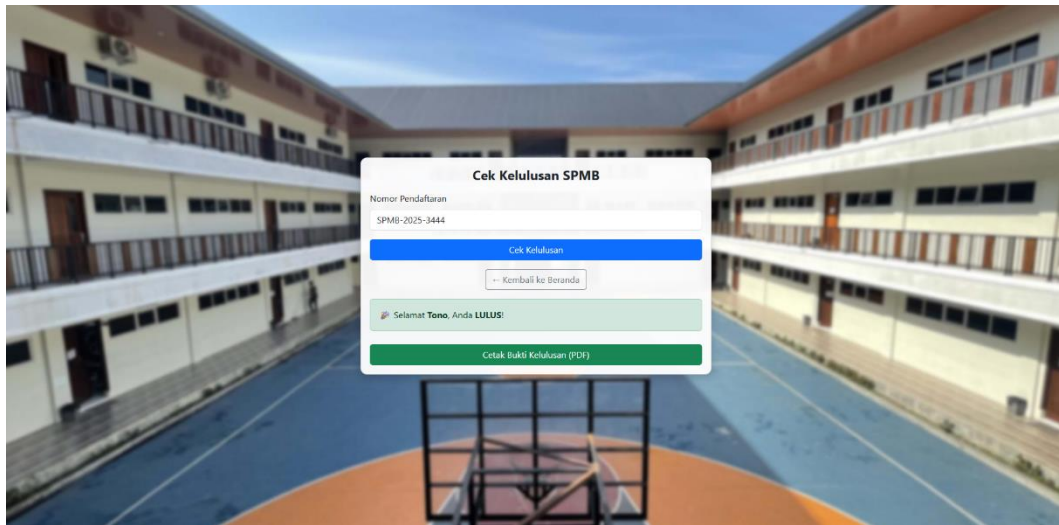 Cek Kelulusan SPMB
Nomor Pendaftaran
SPMB-2025-3444
Cek Kelulusan
← Kembali ke Beranda
🎉 Selamat Tono, Anda LULUS!
Cetak Bukti Kelulusan (PDF)